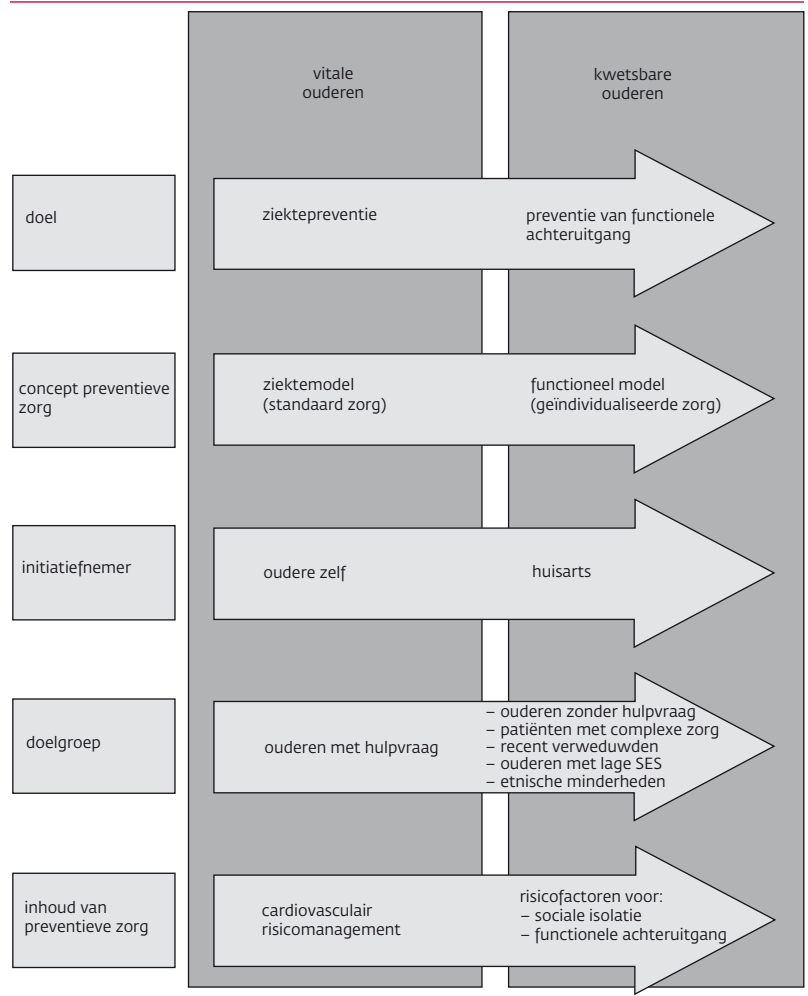 vitale
ouderen
kwetsbare
ouderen
doel
ziektepreventie
preventie van functionele
achteruitgang
concept preventieve
zorg
ziektemodel
(standaard zorg)
functioneel model
(geïndividualiseerde zorg)
initiatiefnemer
oudere zelf
huisarts
doelgroep
ouderen met hulpvraag
– ouderen zonder hulpvraag
– patiënten met complexe zorg
– recent verweduwden
– ouderen met lage SES
– etnische minderheden
inhoud van
preventieve zorg
cardiovasculair
risicomanagement
risicofactoren voor:
– sociale isolatie
– functionele achteruitgang